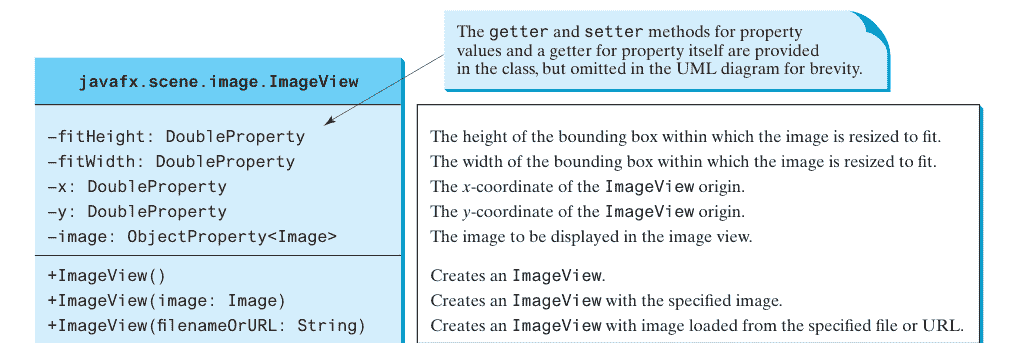 The getter and setter methods for property
values and a getter for property itself are provided
in the class, but omitted in the UML diagram for brevity.
javafx.scene.image.ImageView
-fitHeight: DoubleProperty The height of the bounding box within which the image is resized to fit.
-fitWidth: DoubleProperty The width of the bounding box within which the image is resized to fit.
-x: DoubleProperty The x-coordinate of the ImageView origin.
-y: DoubleProperty The y-coordinate of the ImageView origin.
-image: ObjectProperty<Image> The image to be displayed in the image view.
+ImageView() Creates an ImageView.
+ImageView(image: Image) Creates an ImageView with the specified image.
+ImageView(filenameOrURL: String) Creates an ImageView with image loaded from the specified file or URL.